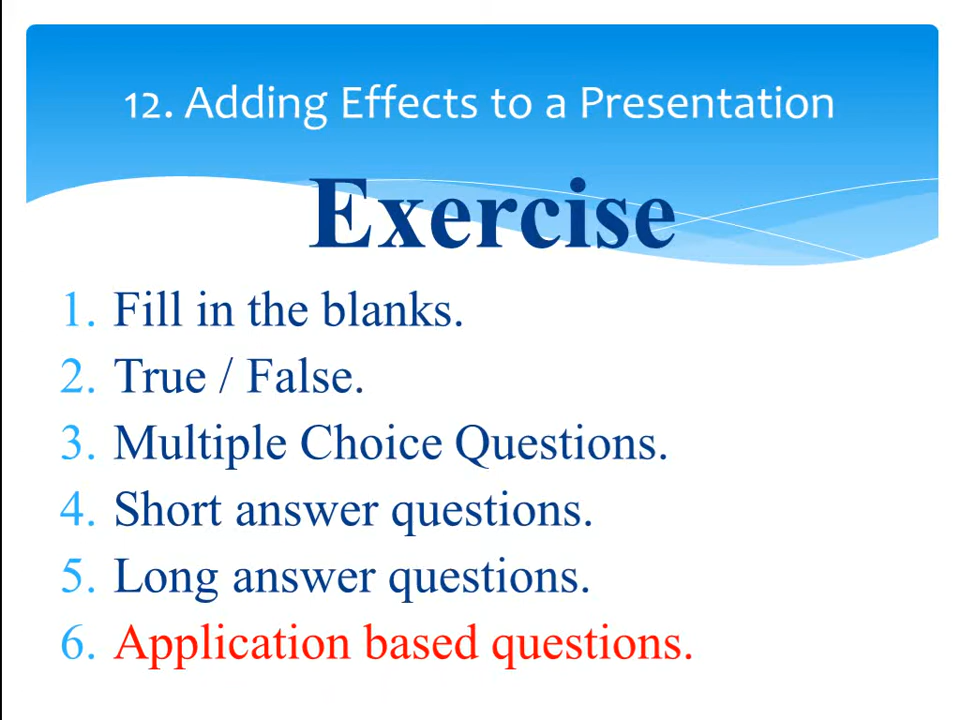 12. Adding Effects to a Presentation
Exercise
1. Fill in the blanks.
2. True / False.
3. Multiple Choice Questions.
4. Short answer questions.
5. Long answer questions.
6. Application based questions.